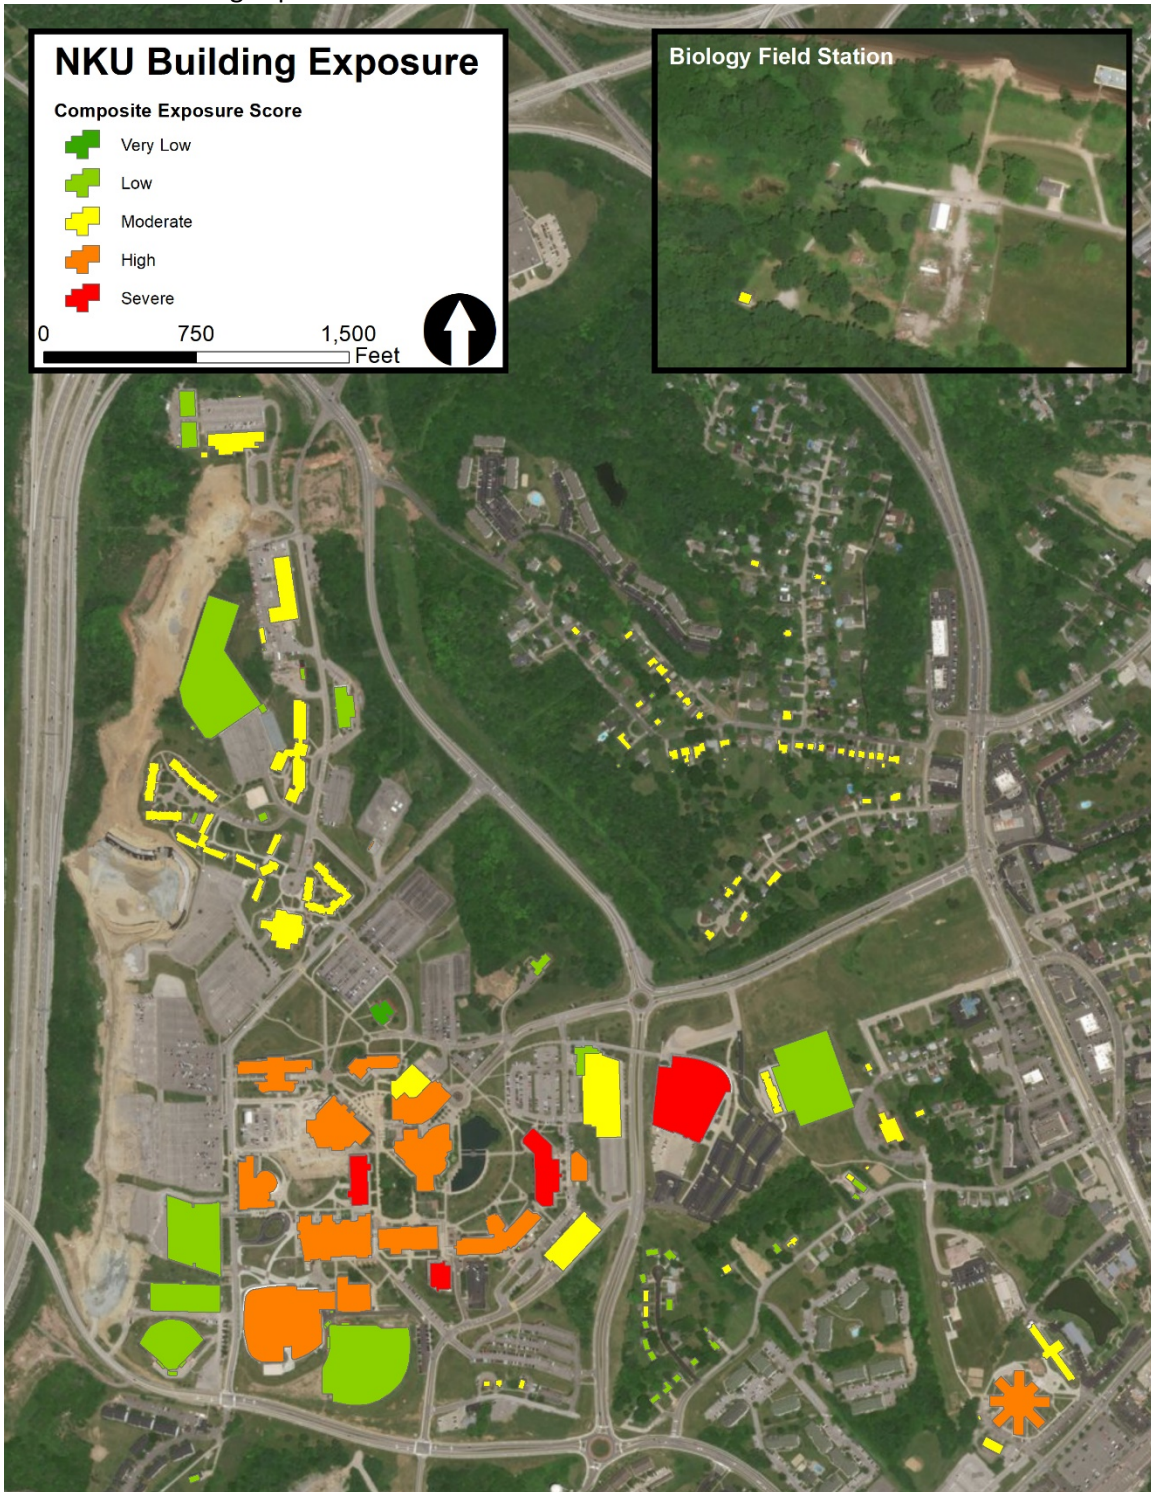 NKU Building Exposure
Composite Exposure Score
Very Low
Low
Moderate
High
Severe
0 750 1,500
Feet
Biology Field Station